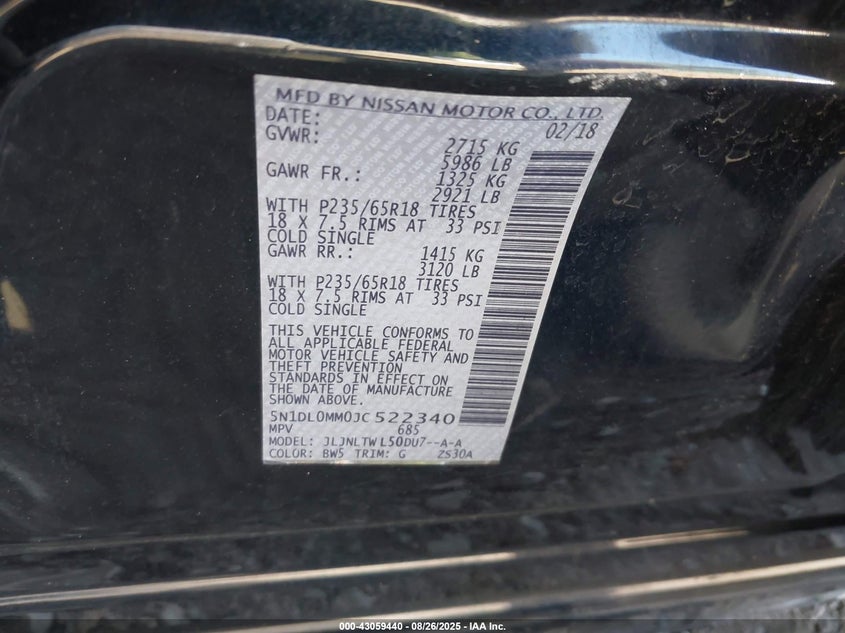 MFD BY NISSAN MOTOR CO., LTD.
DATE: 02/18
GVWR: 2715 KG
5986 LB
GAWR FR.: 1325 KG
2921 LB
WITH P235/65R18 TIRES
18 X 7.5 RIMS AT 33 PSI
COLD SINGLE
GAWR RR.: 1415 KG
3120 LB
WITH P235/65R18 TIRES
18 X 7.5 RIMS AT 33 PSI
COLD SINGLE
THIS VEHICLE CONFORMS TO
ALL APPLICABLE FEDERAL
MOTOR VEHICLE SAFETY AND
THEFT PREVENTION
STANDARDS IN EFFECT ON
THE DATE OF MANUFACTURE
SHOWN ABOVE.
5N1DL0MM0JC522340
MPV 685
MODEL: JLJNLTWL50DU7--A-A
COLOR: BW5 TRIM: G ZS30A
000-43059440 - 08/26/2025 - IAA Inc.